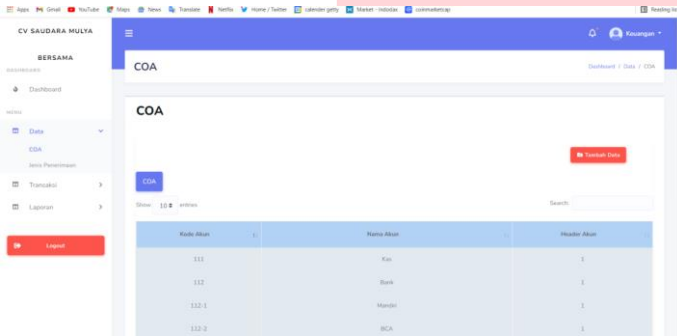 Apps Gmail YouTube Maps News Translate Netflix Home / Twitter calender getty Market - Indodax coinmarketcap Reading list
CV SAUDARA MULYA
BERSAMA
DASHBOARD
Dashboard
MENU
Data
COA
Jenis Penerimaan
Transaksi
Laporan
Logout
Keuangan
COA
Dashboard / Data / COA
COA
Tambah Data
COA
Show 10 entries
Search:
Kode Akun Nama Akun Header Akun
111 Kas 1
112 Bank 1
112-1 Mandiri 1
112-2 BCA 1